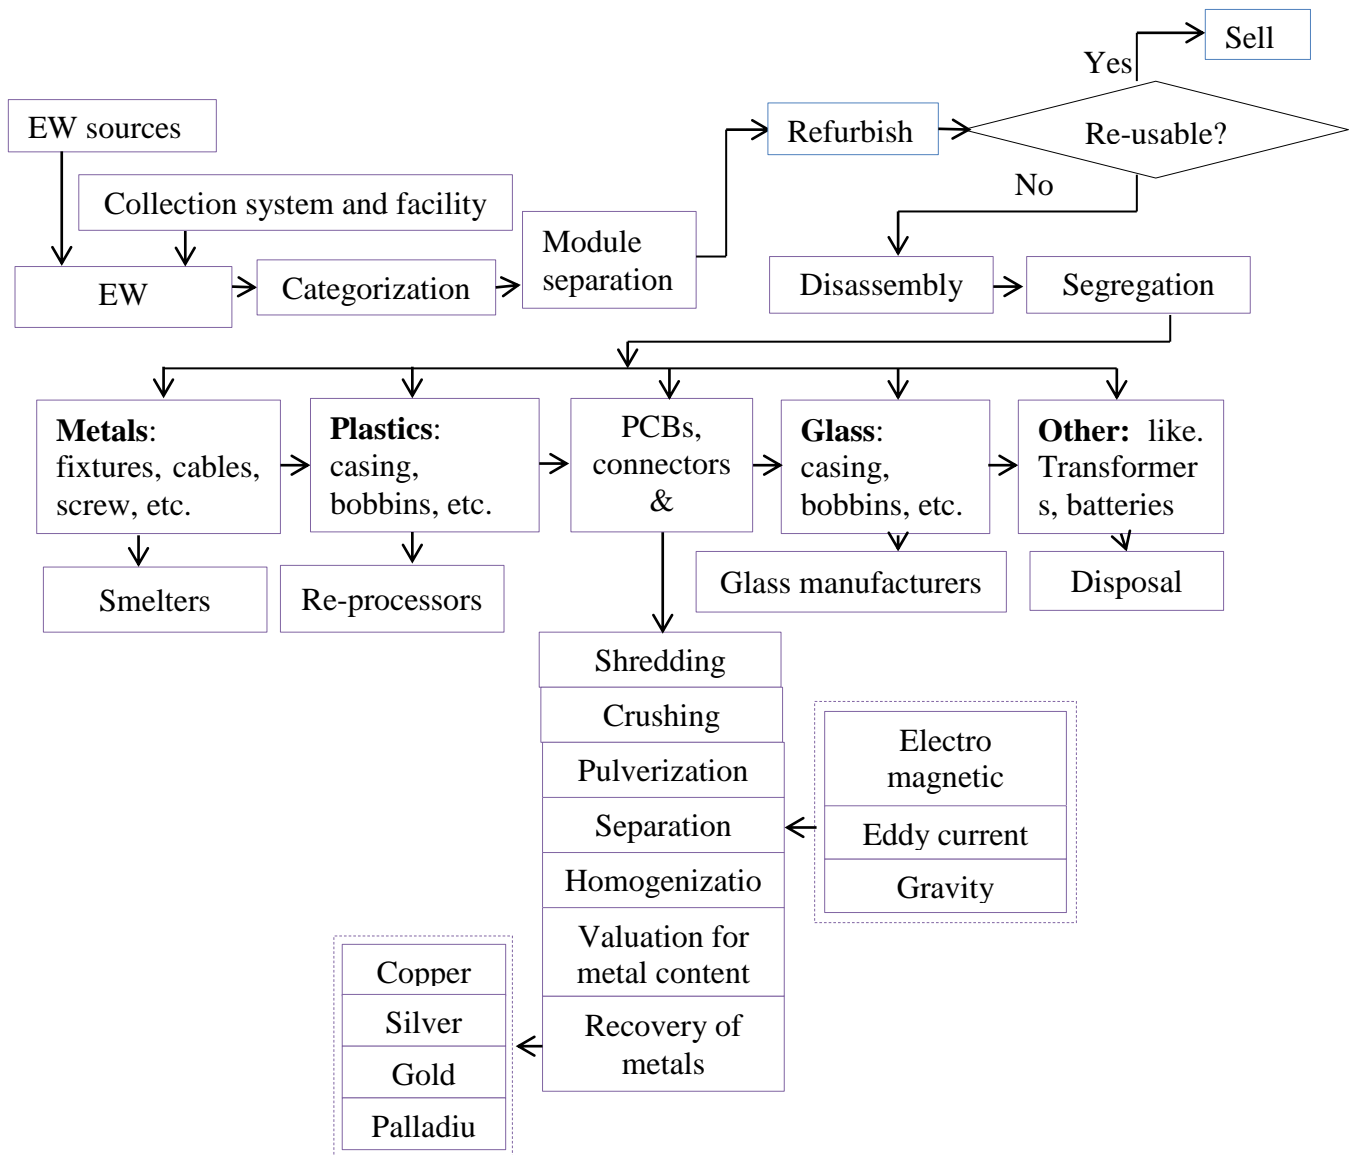 Sell
Yes
EW sources
Refurbish
Re-usable?
No
Collection system and facility
Module
separation
EW
Categorization
Disassembly
Segregation
Metals:
fixtures, cables,
screw, etc.
Plastics:
casing,
bobbins, etc.
PCBs,
connectors
&
Glass:
casing,
bobbins, etc.
Other: like.
Transformer
s, batteries
Smelters
Re-processors
Glass manufacturers
Disposal
Shredding
Crushing
Pulverization
Separation
Homogenizatio
Valuation for
metal content
Recovery of
metals
Electro
magnetic
Eddy current
Gravity
Copper
Silver
Gold
Palladiu